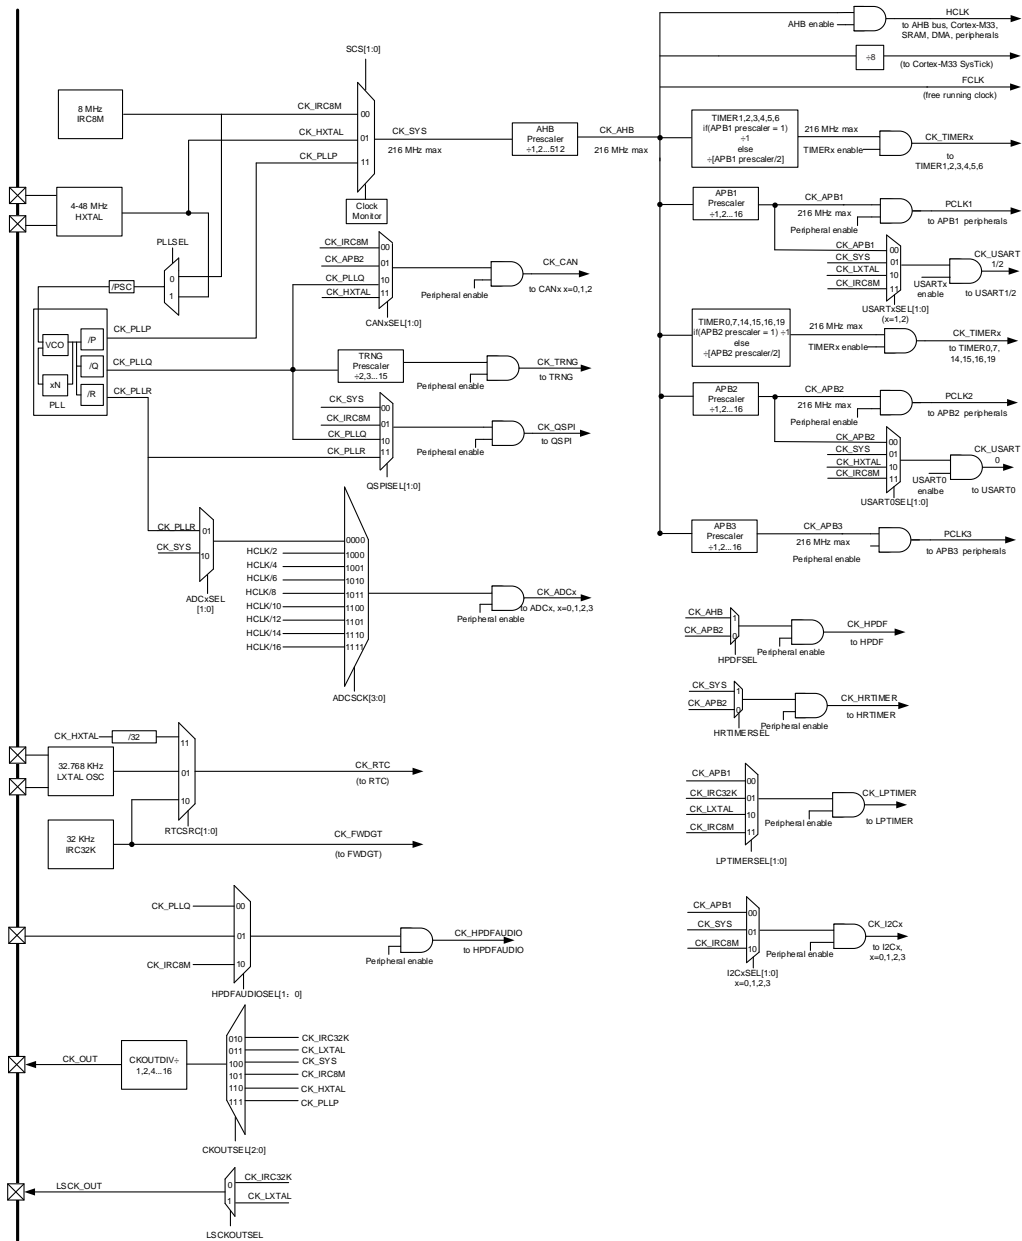 SCS[1:0]
8 MHz
IRC8M
CK_IRC8M
00
CK_HXTAL
01
CK_SYS
216 MHz max
CK_PLLP
11
Clock
Monitor
AHB
Prescaler
÷1,2...512
CK_AHB
216 MHz max
4-48 MHz
HXTAL
PLLSEL
0
1
/PSC
VCO
xN
PLL
/P
/Q
/R
CK_PLLP
CK_PLLQ
CK_PLLR
CK_IRC8M
00
CK_APB2
01
CK_PLLQ
10
CK_HXTAL
11
CANxSEL[1:0]
Peripheral enable
CK_CAN
to CANx x=0,1,2
TRNG
Prescaler
÷2,3...15
Peripheral enable
CK_TRNG
to TRNG
CK_SYS
00
CK_IRC8M
01
CK_PLLQ
10
CK_PLLR
11
QSPISEL[1:0]
Peripheral enable
CK_QSPI
to QSPI
CK_PLLR
01
CK_SYS
10
ADCxSEL
[1:0]
0000
HCLK/2
1000
HCLK/4
1001
HCLK/6
1010
HCLK/8
1011
HCLK/10
1100
HCLK/12
1101
HCLK/14
1110
HCLK/16
1111
ADCSCK[3:0]
Peripheral enable
CK_ADCx
to ADCx, x=0,1,2,3
CK_HXTAL
/32
11
32.768 KHz
LXTAL OSC
01
10
RTCSRC[1:0]
CK_RTC
(to RTC)
32 KHz
IRC32K
CK_FWDGT
(to FWDGT)
CK_PLLQ
00
01
CK_IRC8M
10
HPDFAUDIOSEL[1：0]
Peripheral enable
CK_HPDFAUDIO
to HPDFAUDIO
CK_OUT
CKOUTDIV÷
1,2,4...16
010
CK_IRC32K
011
CK_LXTAL
100
CK_SYS
101
CK_IRC8M
110
CK_HXTAL
111
CK_PLLP
CKOUTSEL[2:0]
LSCK_OUT
0
CK_IRC32K
1
CK_LXTAL
LSCKOUTSEL
AHB enable
HCLK
to AHB bus, Cortex-M33,
SRAM, DMA, peripherals
÷8
(to Cortex-M33 SysTick)
FCLK
(free running clock)
TIMER1,2,3,4,5,6
if(APB1 prescaler = 1)
÷1
else
÷[APB1 prescaler/2]
216 MHz max
TIMERx enable
CK_TIMERx
to
TIMER1,2,3,4,5,6
APB1
Prescaler
÷1,2...16
CK_APB1
216 MHz max
Peripheral enable
PCLK1
to APB1 peripherals
CK_APB1
00
CK_SYS
01
CK_LXTAL
10
CK_IRC8M
11
USARTxSEL[1:0]
(x=1,2)
USARTx
enable
CK_USART
1/2
to USART1/2
TIMER0,7,14,15,16,19
if(APB2 prescaler = 1) ÷1
else
÷[APB2 prescaler/2]
216 MHz max
TIMERx enable
CK_TIMERx
to TIMER0,7,
14,15,16,19
APB2
Prescaler
÷1,2...16
CK_APB2
216 MHz max
Peripheral enable
PCLK2
to APB2 peripherals
CK_APB2
00
CK_SYS
01
CK_HXTAL
10
CK_IRC8M
11
USART0SEL[1:0]
USART0
enalbe
CK_USART
0
to USART0
APB3
Prescaler
÷1,2...16
CK_APB3
216 MHz max
Peripheral enable
PCLK3
to APB3 peripherals
CK_AHB
1
CK_APB2
0
HPDFSEL
Peripheral enable
CK_HPDF
to HPDF
CK_SYS
1
CK_APB2
0
HRTIMERSEL
Peripheral enable
CK_HRTIMER
to HRTIMER
CK_APB1
00
CK_IRC32K
01
CK_LXTAL
10
CK_IRC8M
11
LPTIMERSEL[1:0]
Peripheral enable
CK_LPTIMER
to LPTIMER
CK_APB1
00
CK_SYS
01
CK_IRC8M
10
I2CxSEL[1:0]
x=0,1,2,3
Peripheral enable
CK_I2Cx
to I2Cx,
x=0,1,2,3